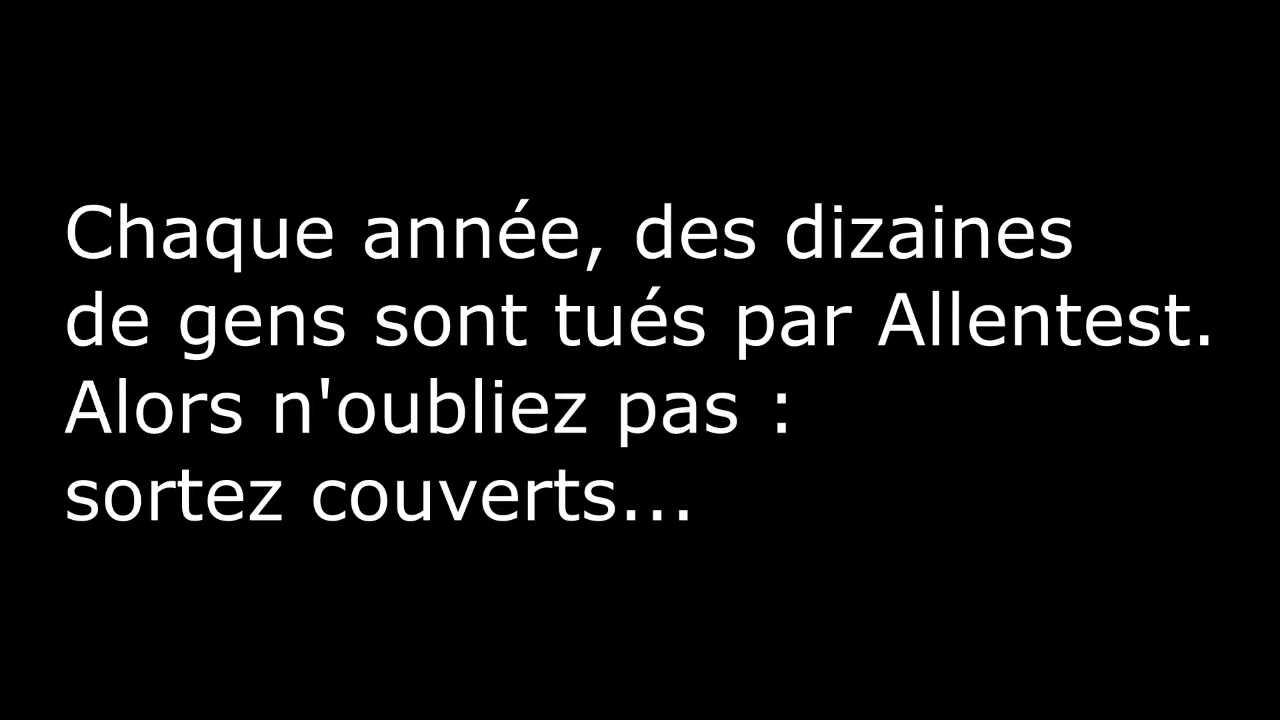 Chaque année, des dizaines
de gens sont tués par Allentest.
Alors n'oubliez pas :
sortez couverts...